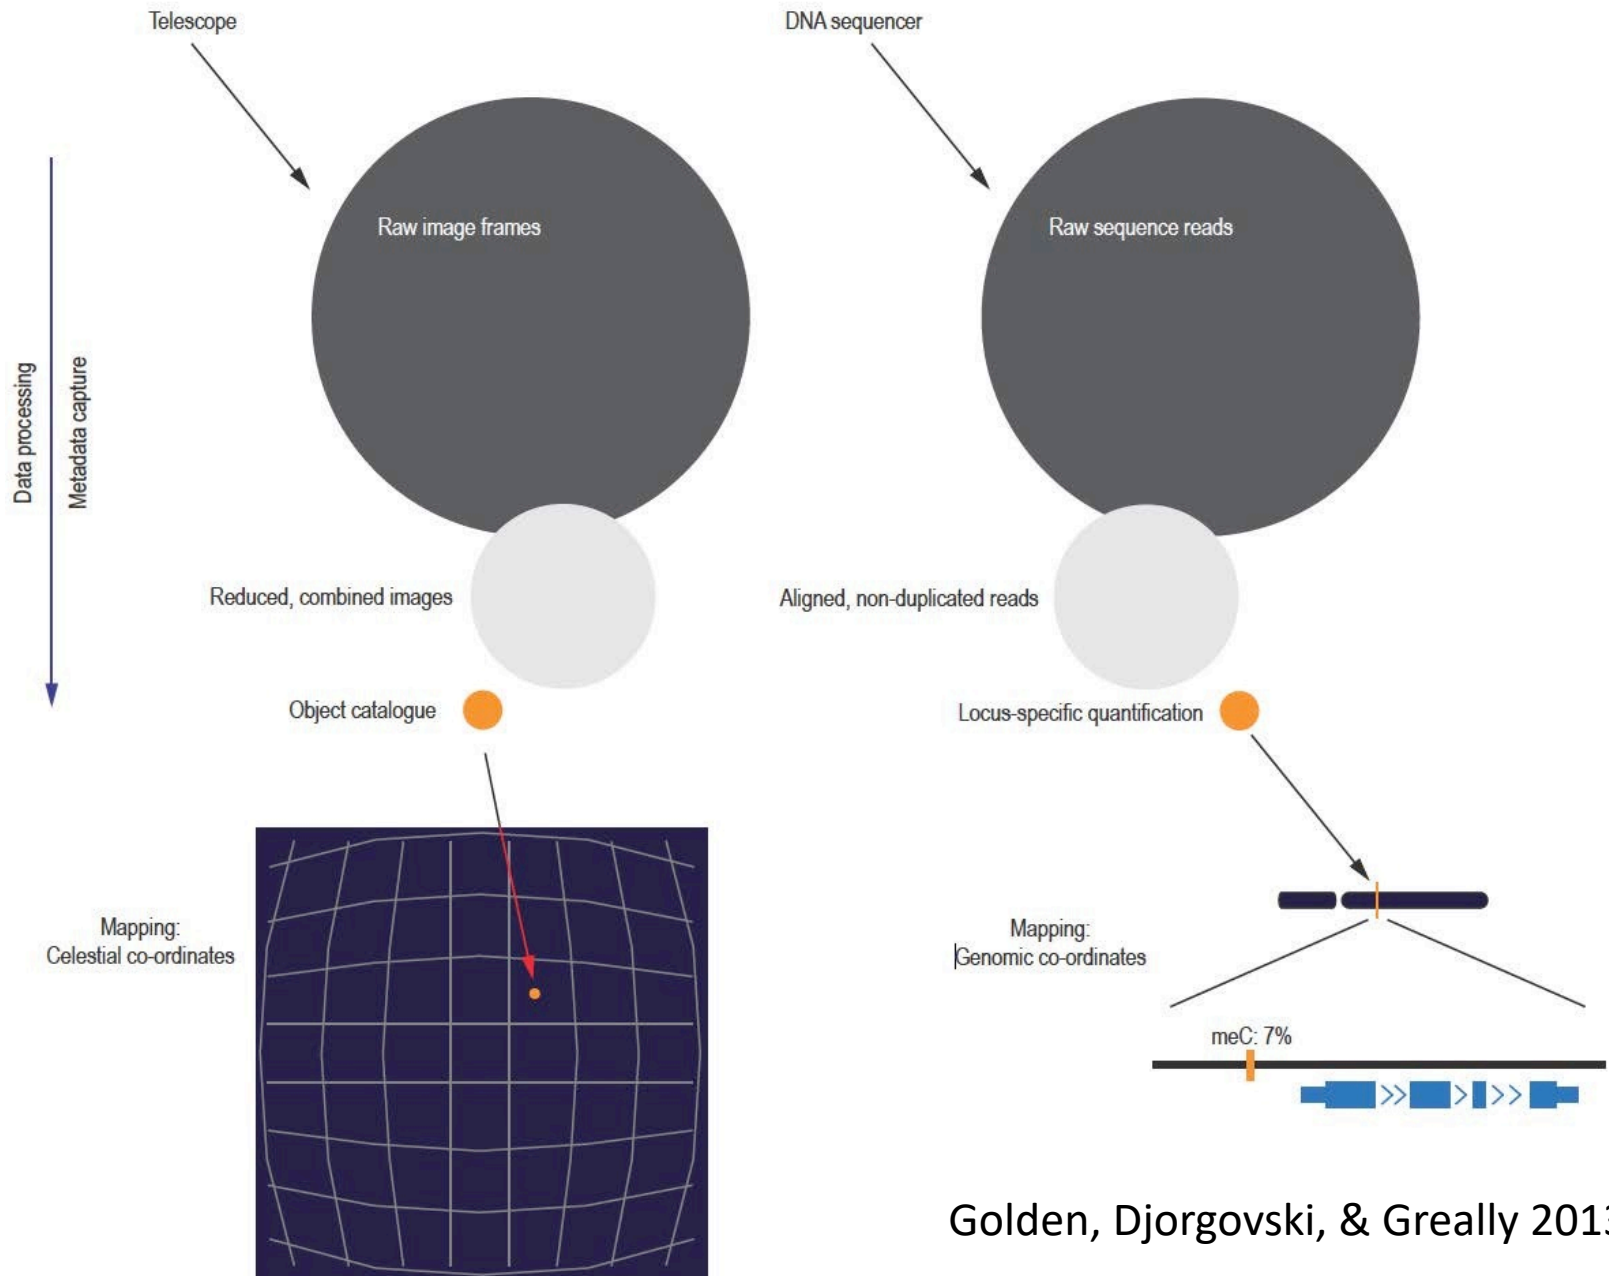 Telescope
DNA sequencer
Raw image frames
Raw sequence reads
Data processing
Metadata capture
Reduced, combined images
Aligned, non-duplicated reads
Object catalogue
Locus-specific quantification
Mapping:
Celestial co-ordinates
Mapping:
Genomic co-ordinates
meC: 7%
Golden, Djorgovski, & Greally 2013